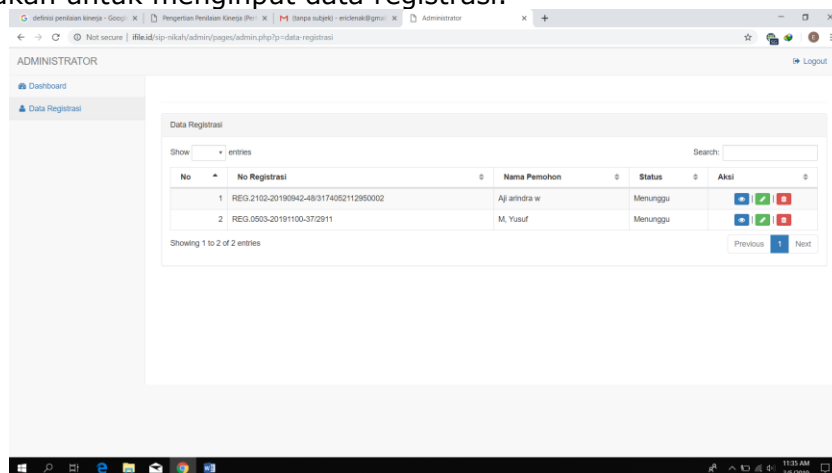 akan untuk menginput data registrasi.
definisi penilaian kinerja - Googl
Pengertian Penilaian Kinerja (Per
(tanpa subjek) - ericlenak@gmai
Administrator
Not secure | ifile.id/sip-nikah/admin/pages/admin.php?p=data-registrasi
ADMINISTRATOR
Logout
Dashboard
Data Registrasi
Data Registrasi
Show entries
Search:
No No Registrasi Nama Pemohon Status Aksi
1 REG.2102-20190942-48/3174052112950002 Aji arindra w Menunggu
2 REG.0503-20191100-37/2911 M, Yusuf Menunggu
Showing 1 to 2 of 2 entries
Previous 1 Next
11:35 AM